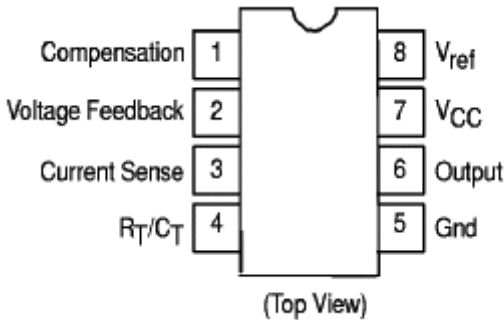 Compensation 1 8 Vref
Voltage Feedback 2 7 VCC
Current Sense 3 6 Output
RT/CT 4 5 Gnd
(Top View)